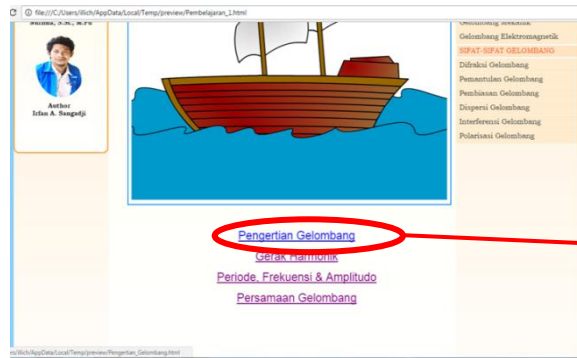 file:///C:/Users/illich/AppData/Local/Temp/preview/Pembelajaran_1.html
Author
Irfan A. Sangadji
Gelombang Elektromagnetik
SIFAT-SIFAT GELOMBANG
Difraksi Gelombang
Pemantulan Gelombang
Pembiasan Gelombang
Dispersi Gelombang
Interferensi Gelombang
Polarisasi Gelombang
Pengertian Gelombang
Gerak Harmonik
Periode, Frekuensi & Amplitudo
Persamaan Gelombang
rs/illich/AppData/Local/Temp/preview/Pengertian_Gelombang.html